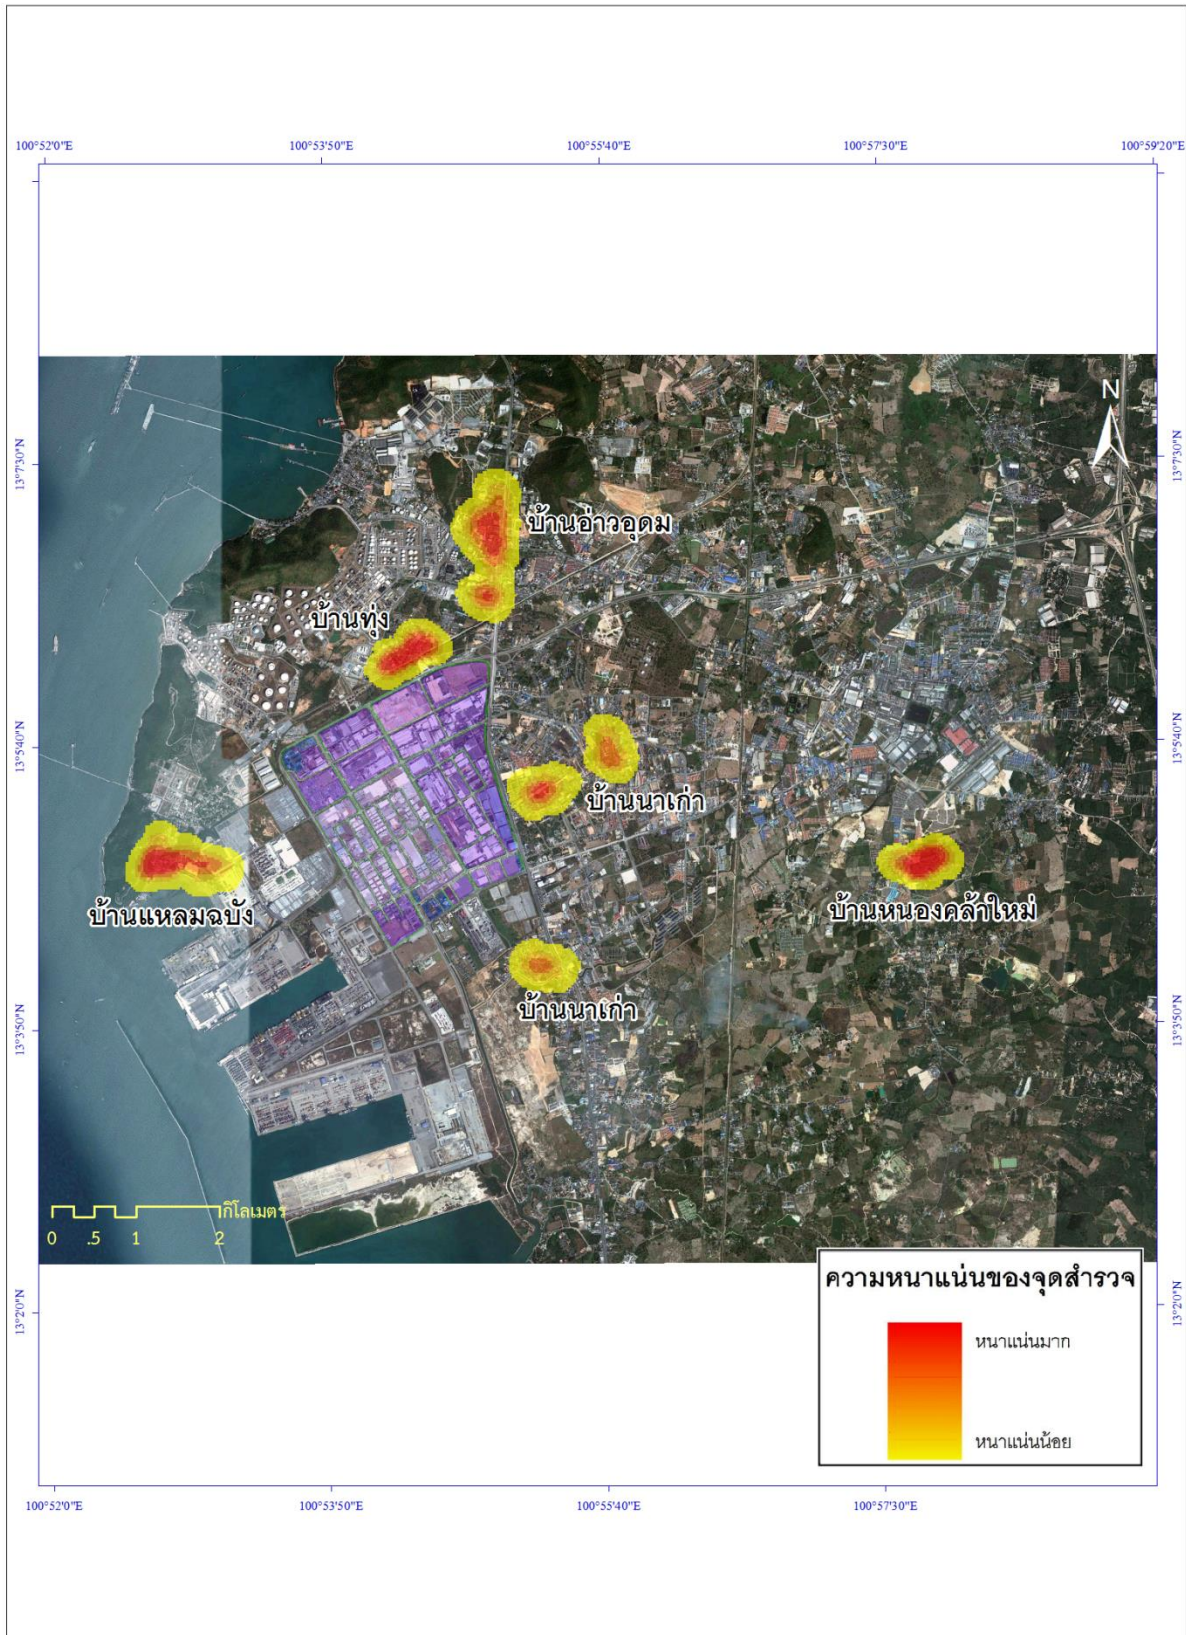 100°52'0"E
100°53'50"E
100°55'40"E
100°57'30"E
100°59'20"E
N
13°7'30"N
13°7'30"N
บ้านอ่าวอุดม
บ้านทุ่ง
13°5'40"N
13°5'40"N
บ้านนาเก่า
บ้านแหลมฉบัง
บ้านหนองคล้าใหม่
บ้านนาเก่า
13°3'50"N
13°3'50"N
กิโลเมตร
0 .5 1 2
ความหนาแน่นของจุดสำรวจ
หนาแน่นมาก
หนาแน่นน้อย
13°2'0"N
13°2'0"N
100°52'0"E
100°53'50"E
100°55'40"E
100°57'30"E